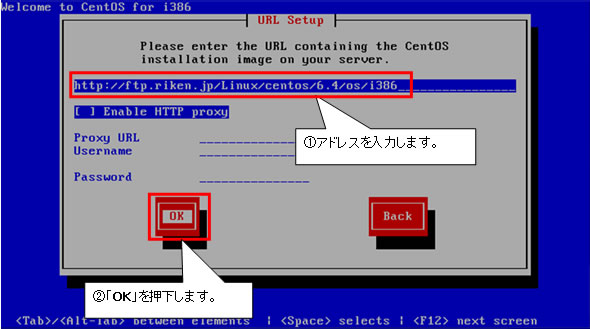 Welcome to CentOS for i386
URL Setup
Please enter the URL containing the CentOS
installation image on your server.
http://ftp.riken.jp/Linux/centos/6.4/os/i386
[ ] Enable HTTP proxy
Proxy URL
Username
①アドレスを入力します。
Password
OK
Back
②「OK」を押下します。
<Tab>/<Alt-Tab> between elements | <Space> selects | <F12> next screen